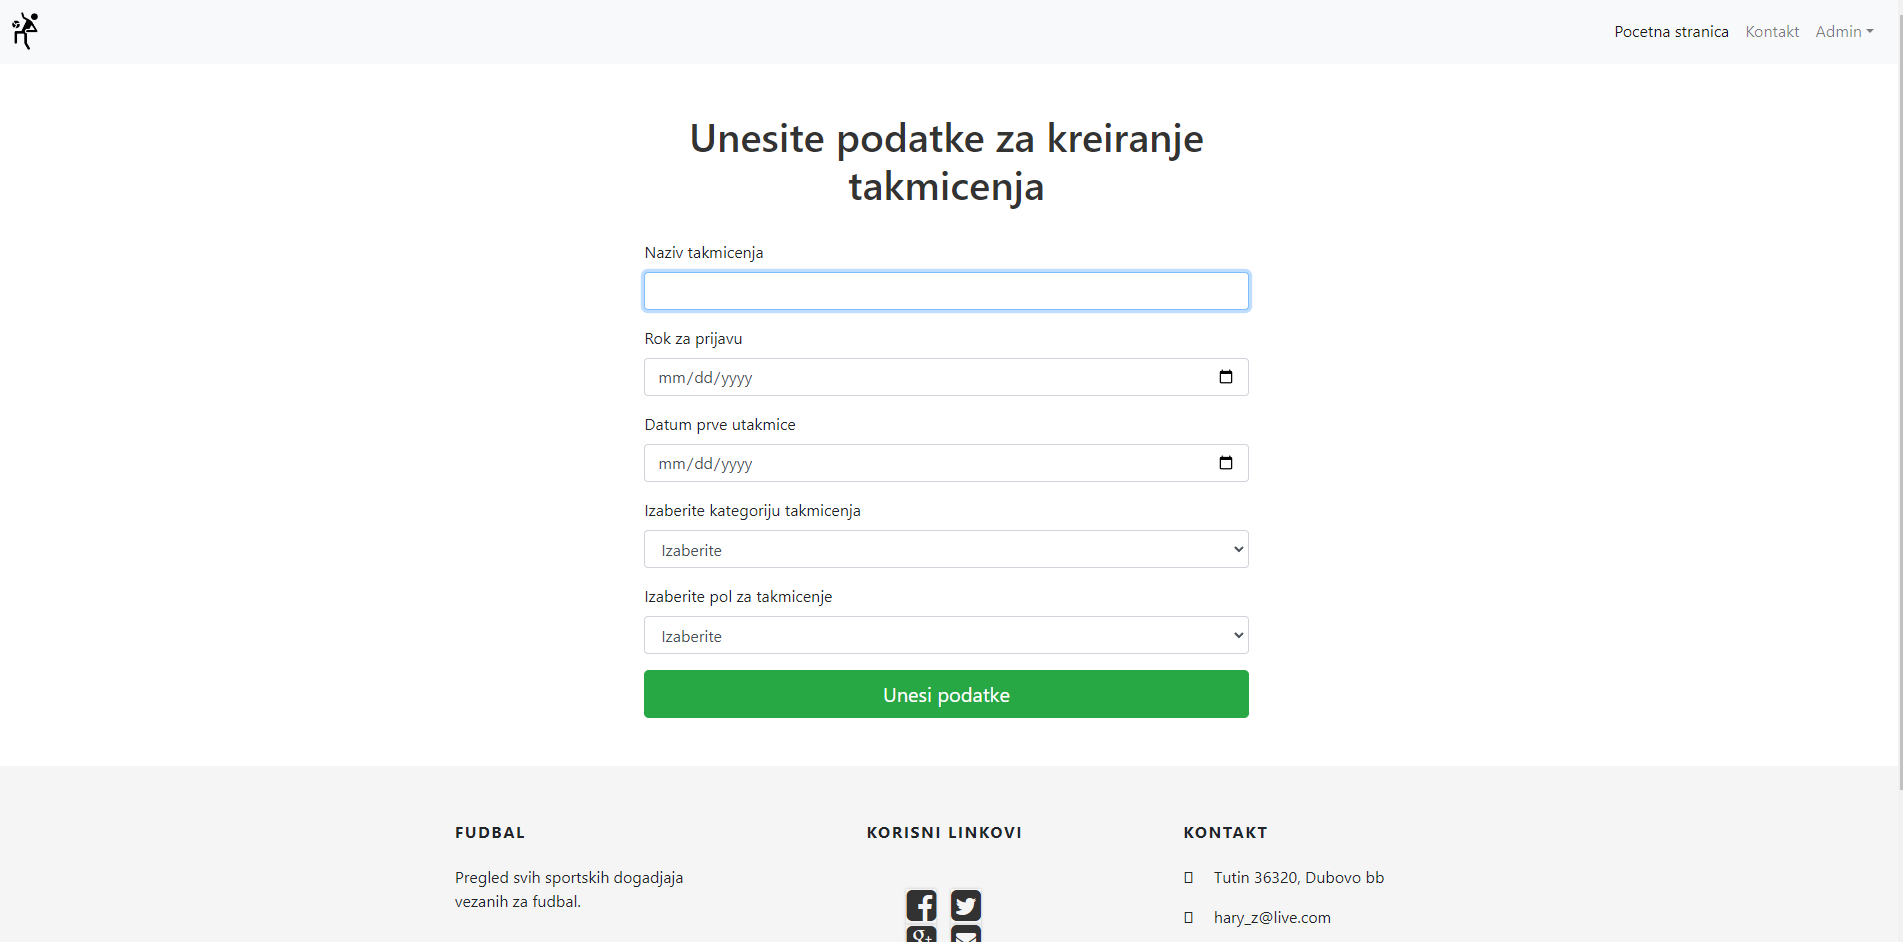 Pocetna stranica Kontakt Admin
Unesite podatke za kreiranje
takmicenja
Naziv takmicenja
Rok za prijavu
mm/dd/yyyy
Datum prve utakmice
mm/dd/yyyy
Izaberite kategoriju takmicenja
Izaberite
Izaberite pol za takmicenje
Izaberite
Unesi podatke
FUDBAL
Pregled svih sportskih dogadjaja
vezanih za fudbal.
KORISNI LINKOVI
KONTAKT
Tutin 36320, Dubovo bb
hary_z@live.com